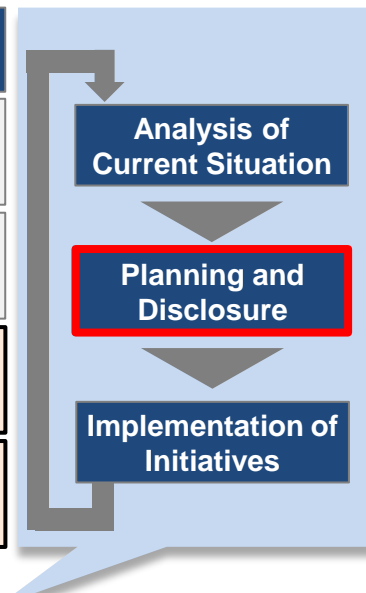 Analysis of
Current Situation
Planning and
Disclosure
Implementation of
Initiatives